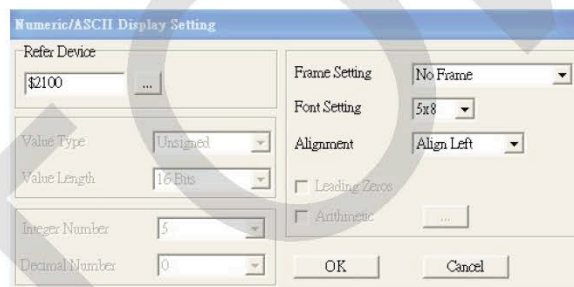 Numeric/ASCII Display Setting
Refer Device
$2100
...
Value Type
Unsigned
Value Length
16 Bits
Integer Number
5
Decimal Number
0
Frame Setting
No Frame
Font Setting
5x8
Alignment
Align Left
Leading Zeros
Arithmetic
...
OK
Cancel